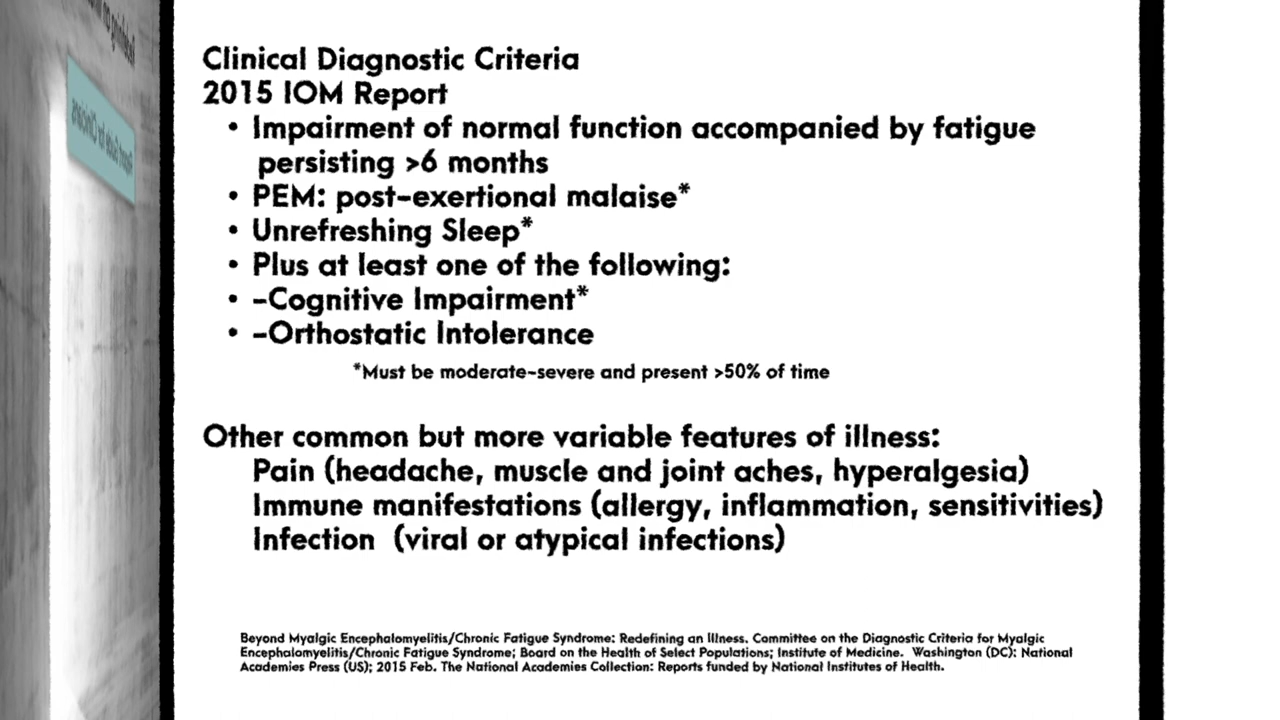 Clinical Diagnostic Criteria
2015 IOM Report
• Impairment of normal function accompanied by fatigue
persisting >6 months
• PEM: post-exertional malaise*
• Unrefreshing Sleep*
• Plus at least one of the following:
• -Cognitive Impairment*
• -Orthostatic Intolerance
*Must be moderate-severe and present >50% of time
Other common but more variable features of illness:
Pain (headache, muscle and joint aches, hyperalgesia)
Immune manifestations (allergy, inflammation, sensitivities)
Infection (viral or atypical infections)
Beyond Myalgic Encephalomyelitis/Chronic Fatigue Syndrome: Redefining an Illness. Committee on the Diagnostic Criteria for Myalgic
Encephalomyelitis/Chronic Fatigue Syndrome; Board on the Health of Select Populations; Institute of Medicine. Washington (DC): National
Academies Press (US); 2015 Feb. The National Academies Collection: Reports funded by National Institutes of Health.